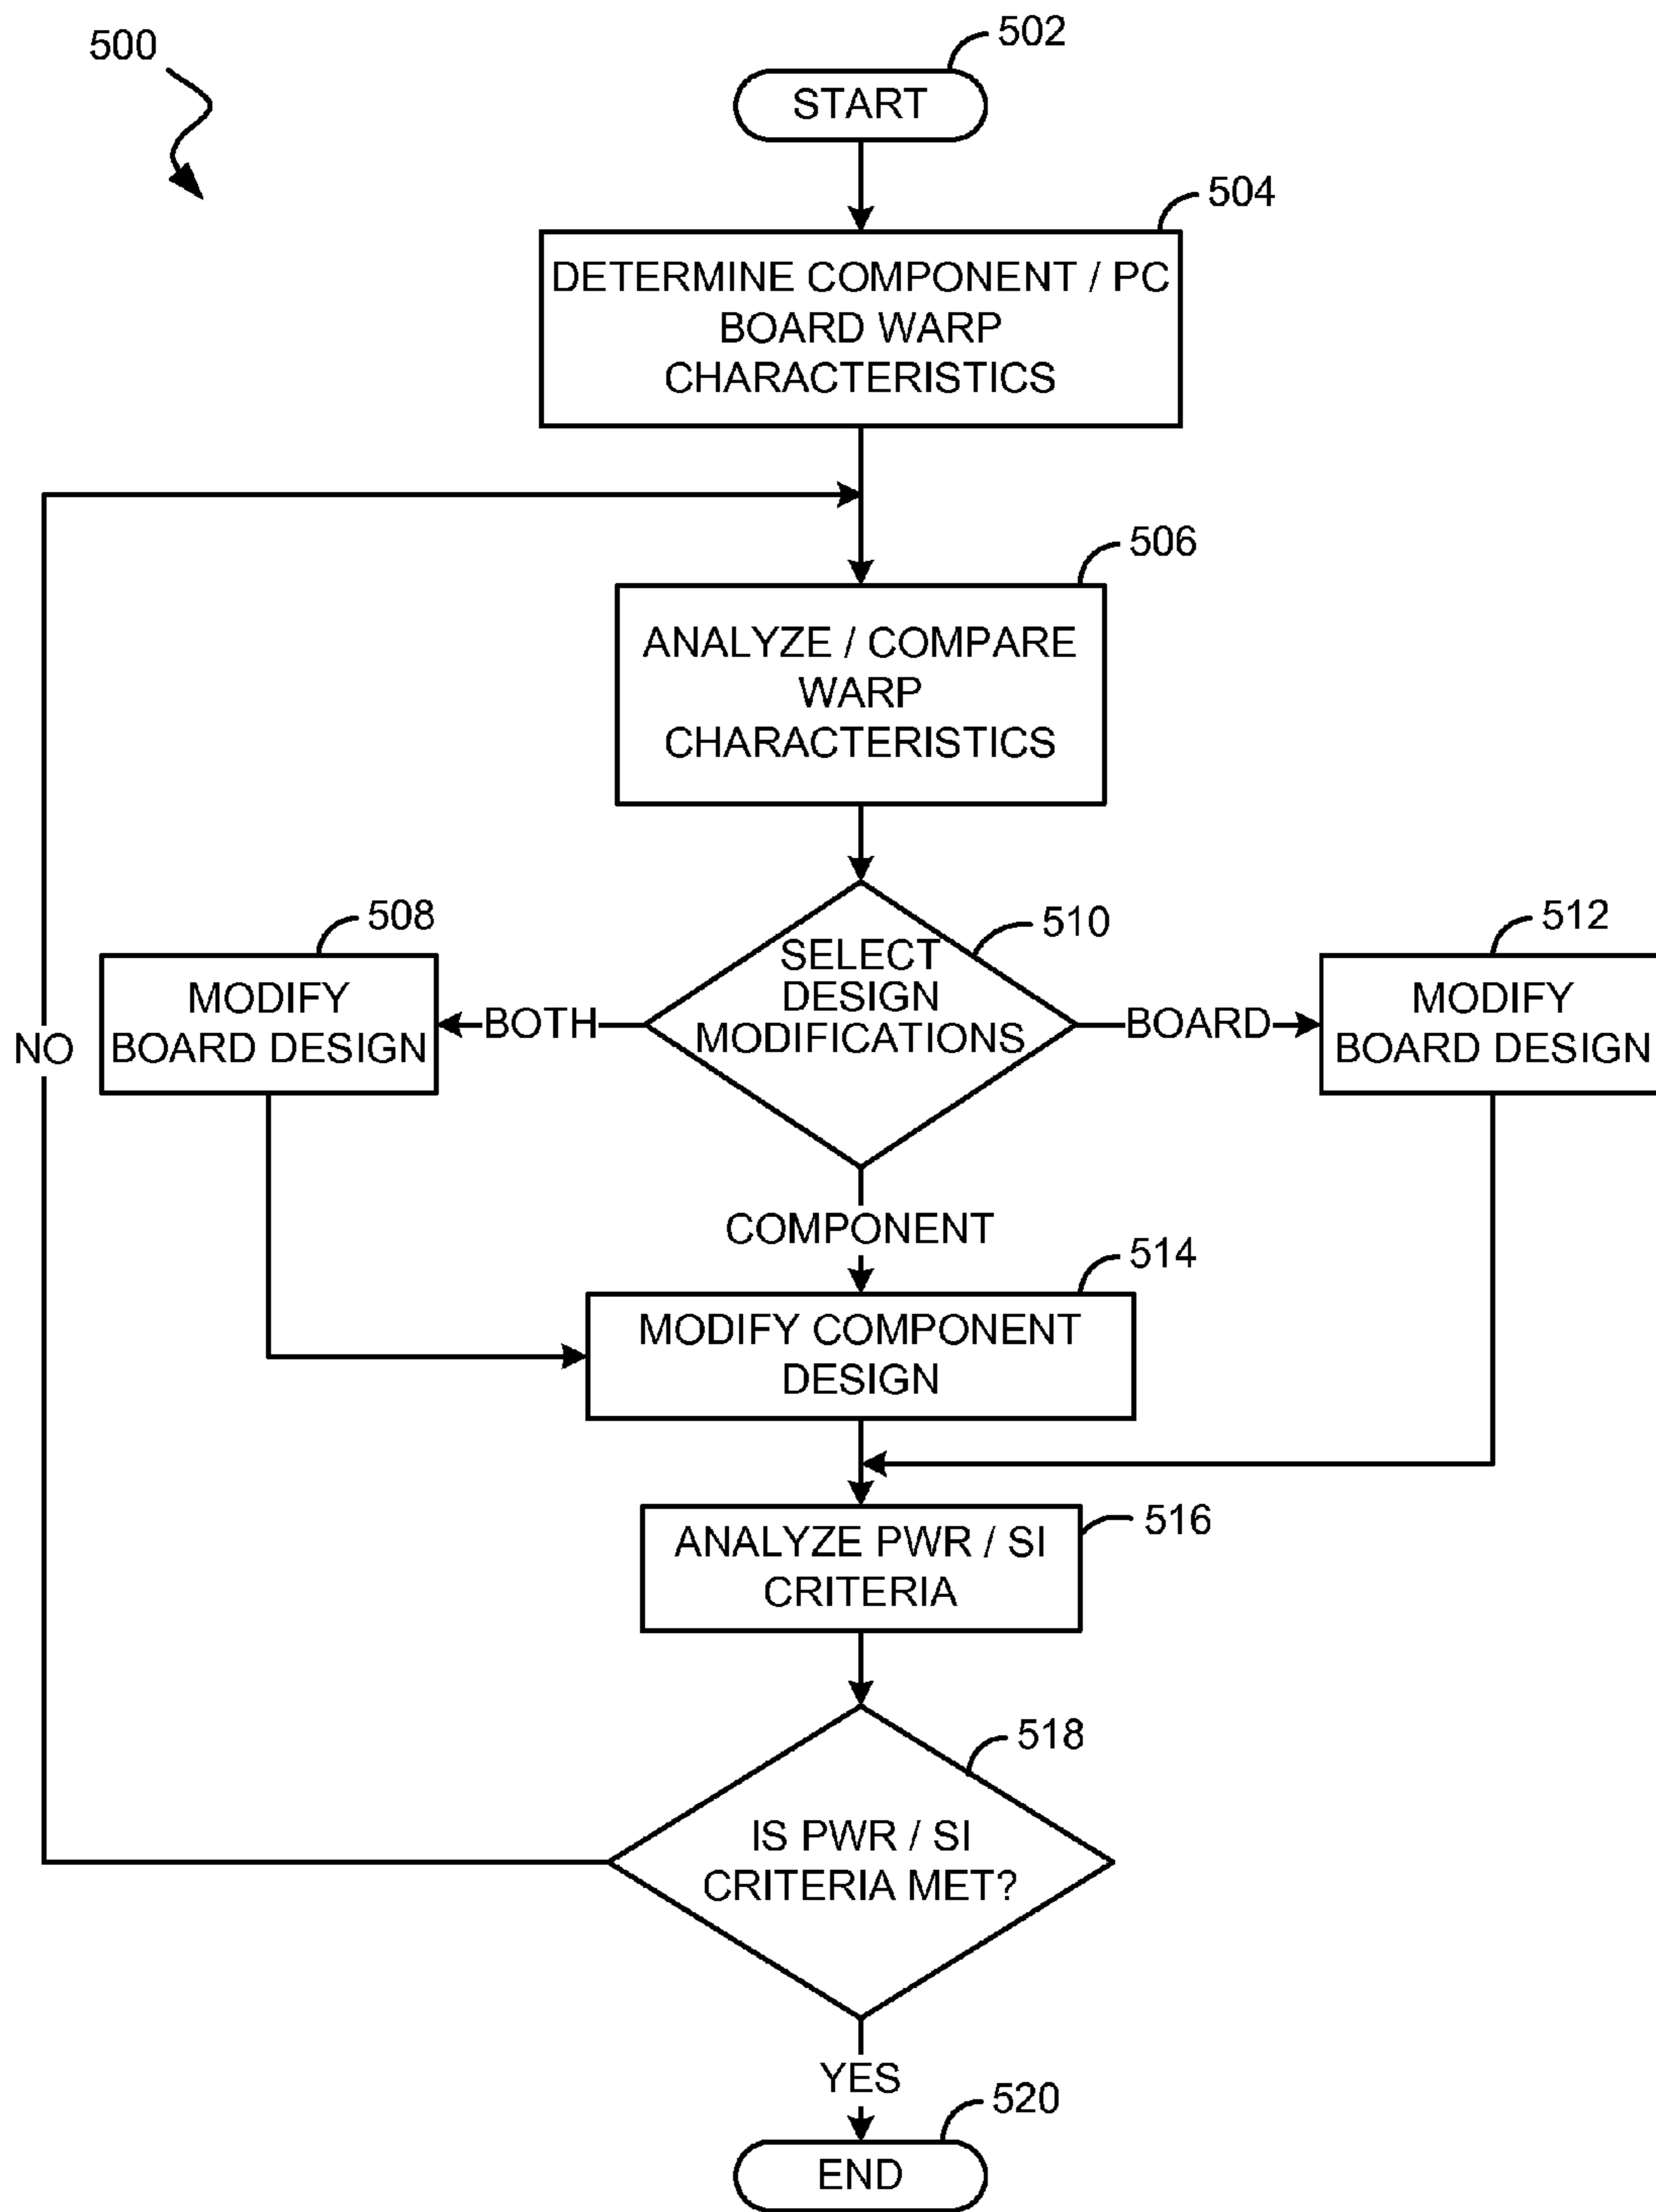 500
502
START
504
DETERMINE COMPONENT / PC
BOARD WARP
CHARACTERISTICS
506
ANALYZE / COMPARE
WARP
CHARACTERISTICS
508
MODIFY
BOARD DESIGN
BOTH
510
SELECT
DESIGN
MODIFICATIONS
BOARD
512
MODIFY
BOARD DESIGN
NO
COMPONENT
514
MODIFY COMPONENT
DESIGN
516
ANALYZE PWR / SI
CRITERIA
518
IS PWR / SI
CRITERIA MET?
YES
520
END